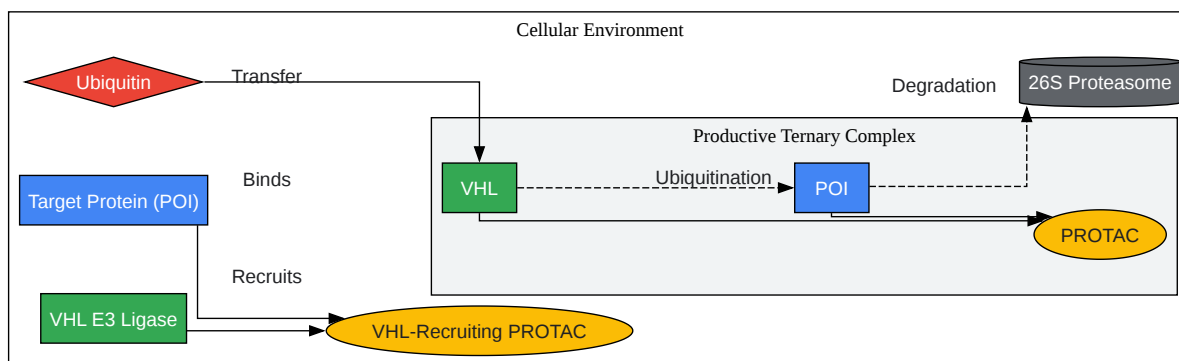 Cellular Environment
Ubiquitin
Transfer
Degradation
26S Proteasome
Productive Ternary Complex
Binds
VHL
Ubiquitination
POI
Target Protein (POI)
PROTAC
Recruits
VHL E3 Ligase
VHL-Recruiting PROTAC